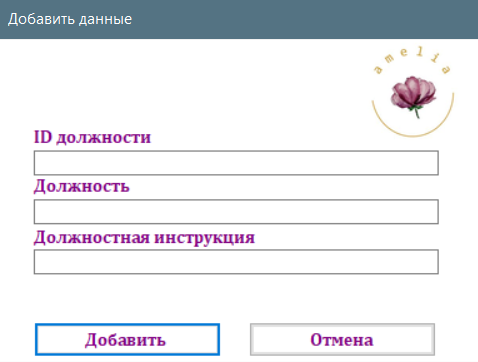 Добавить данные
amelia
ID должности
Должность
Должностная инструкция
Добавить Отмена